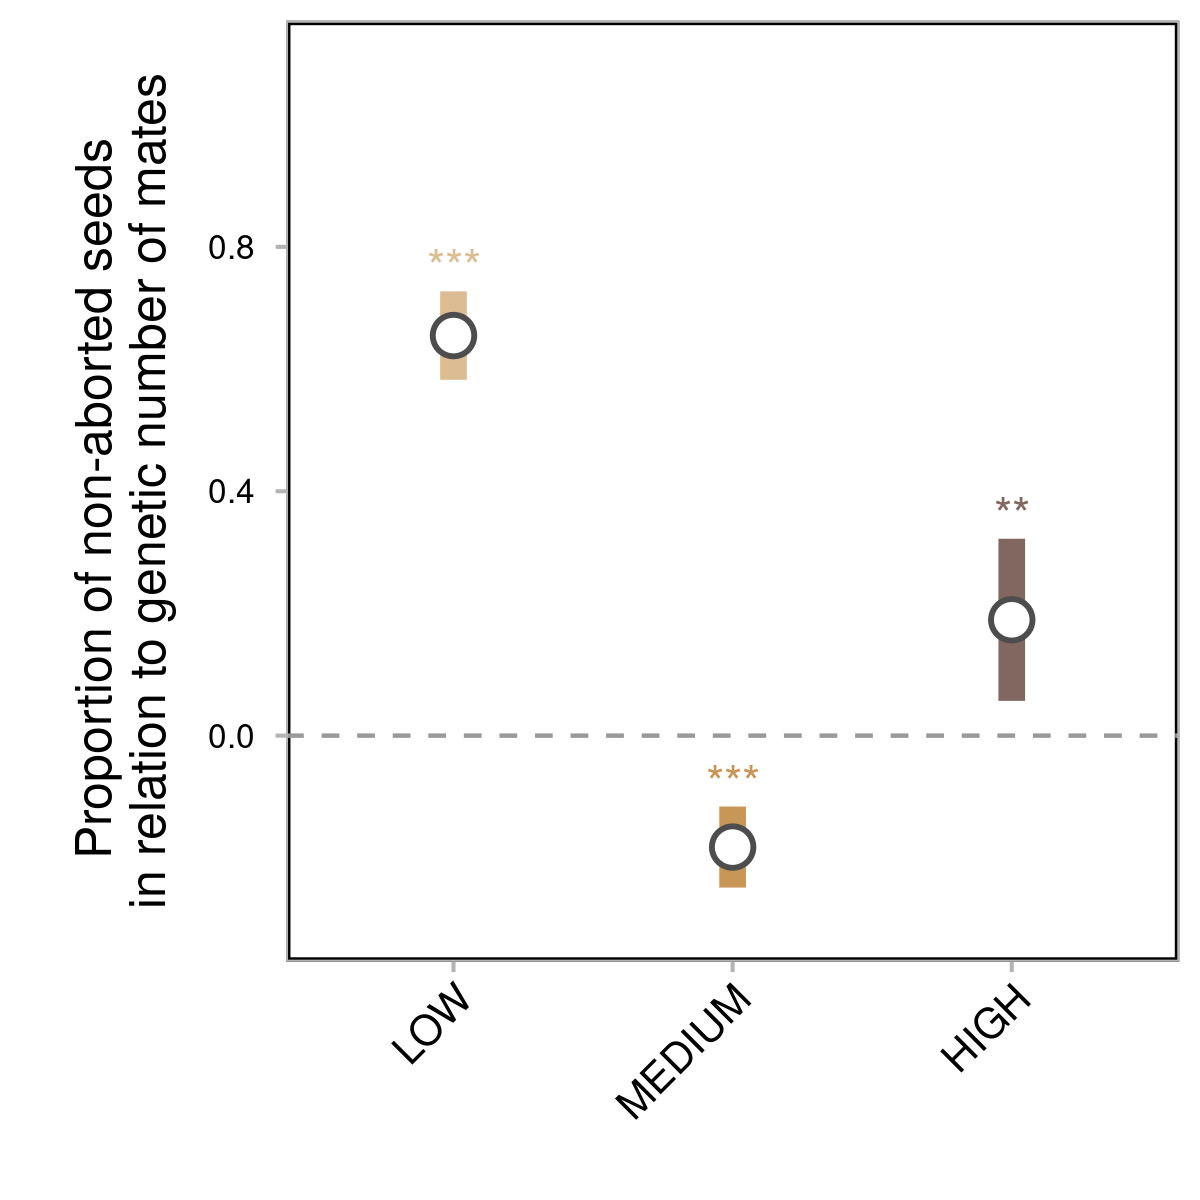 Proportion of non-aborted seeds
in relation to genetic number of mates
0.8
0.4
0.0
***
***
**
LOW
MEDIUM
HIGH